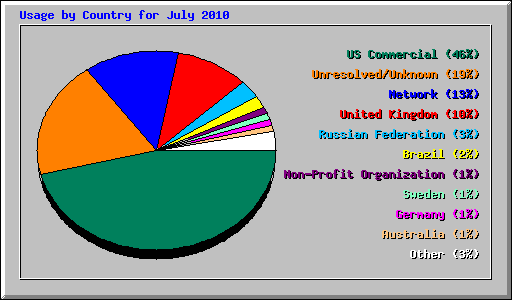 Usage by Country for July 2010
US Commercial (46%)
Unresolved/Unknown (19%)
Network (13%)
United Kingdom (10%)
Russian Federation (3%)
Brazil (2%)
Non-Profit Organization (1%)
Sweden (1%)
Germany (1%)
Australia (1%)
Other (3%)